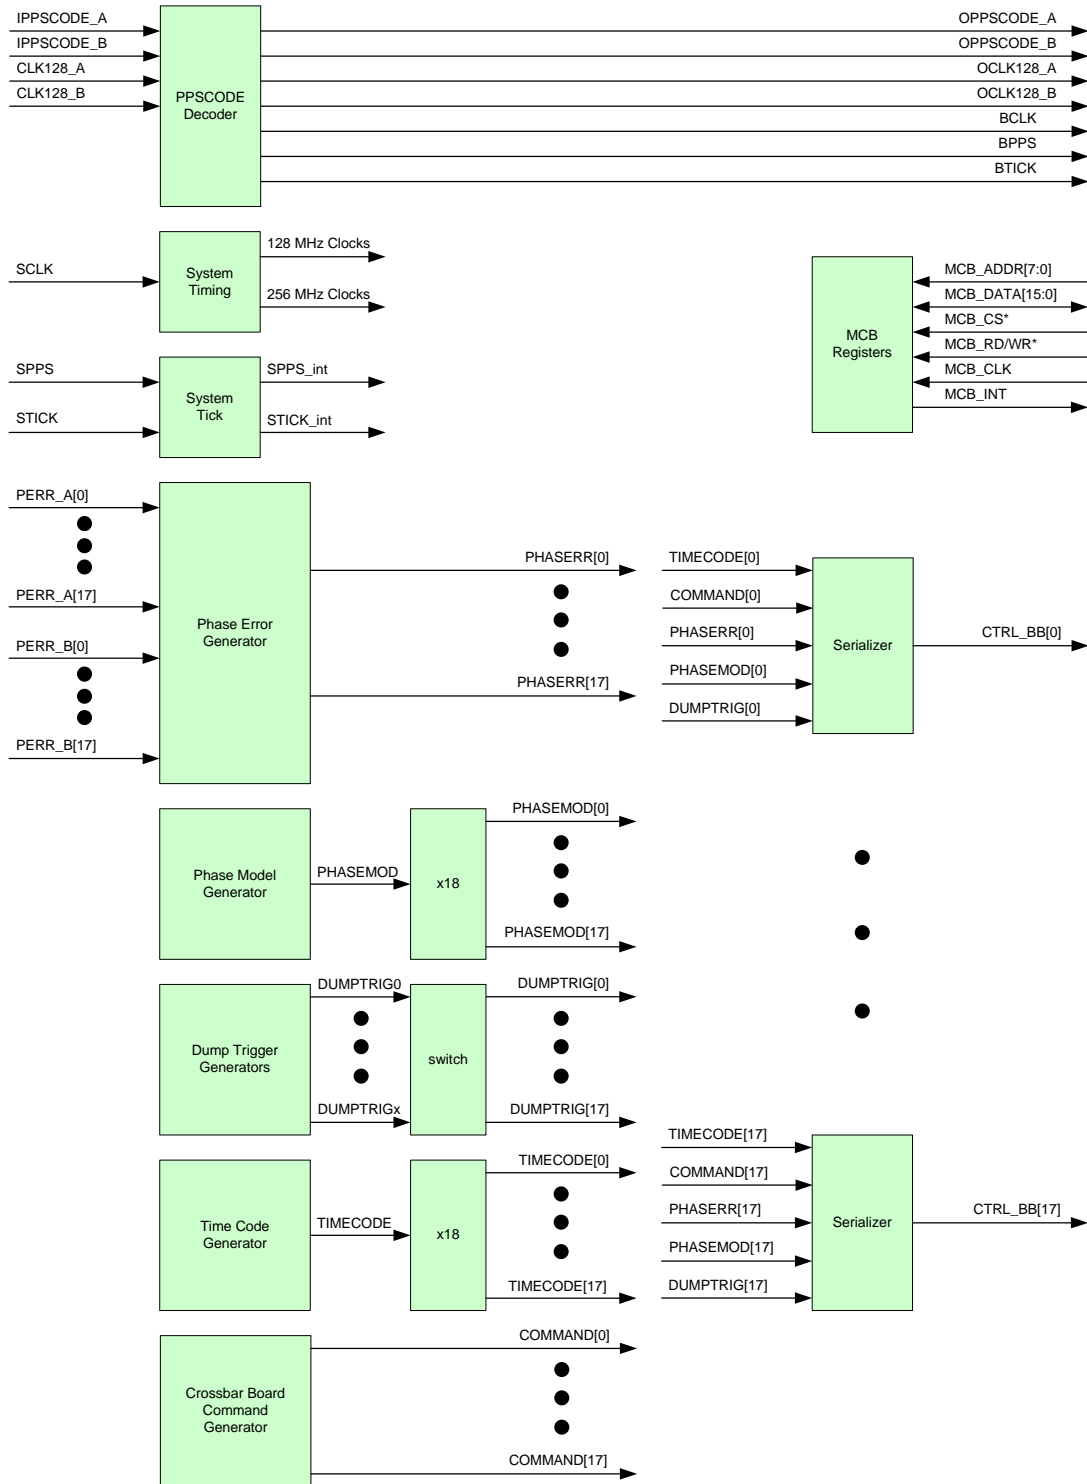 IPPSCODE_A
IPPSCODE_B
CLK128_A
CLK128_B
PPSCODE
Decoder
OPPSCODE_A
OPPSCODE_B
OCLK128_A
OCLK128_B
BCLK
BPPS
BTICK
SCLK
System
Timing
128 MHz Clocks
256 MHz Clocks
MCB
Registers
MCB_ADDR[7:0]
MCB_DATA[15:0]
MCB_CS*
MCB_RD/WR*
MCB_CLK
MCB_INT
SPPS
STICK
System
Tick
SPPS_int
STICK_int
PERR_A[0]
PERR_A[17]
PERR_B[0]
PERR_B[17]
Phase Error
Generator
PHASERR[0]
PHASERR[17]
TIMECODE[0]
COMMAND[0]
PHASERR[0]
PHASEMOD[0]
DUMPTRIG[0]
Serializer
CTRL_BB[0]
Phase Model
Generator
PHASEMOD
x18
PHASEMOD[0]
PHASEMOD[17]
Dump Trigger
Generators
DUMPTRIG0
DUMPTRIGx
switch
DUMPTRIG[0]
DUMPTRIG[17]
Time Code
Generator
TIMECODE
x18
TIMECODE[0]
TIMECODE[17]
TIMECODE[17]
COMMAND[17]
PHASERR[17]
PHASEMOD[17]
DUMPTRIG[17]
Serializer
CTRL_BB[17]
Crossbar Board
Command
Generator
COMMAND[0]
COMMAND[17]